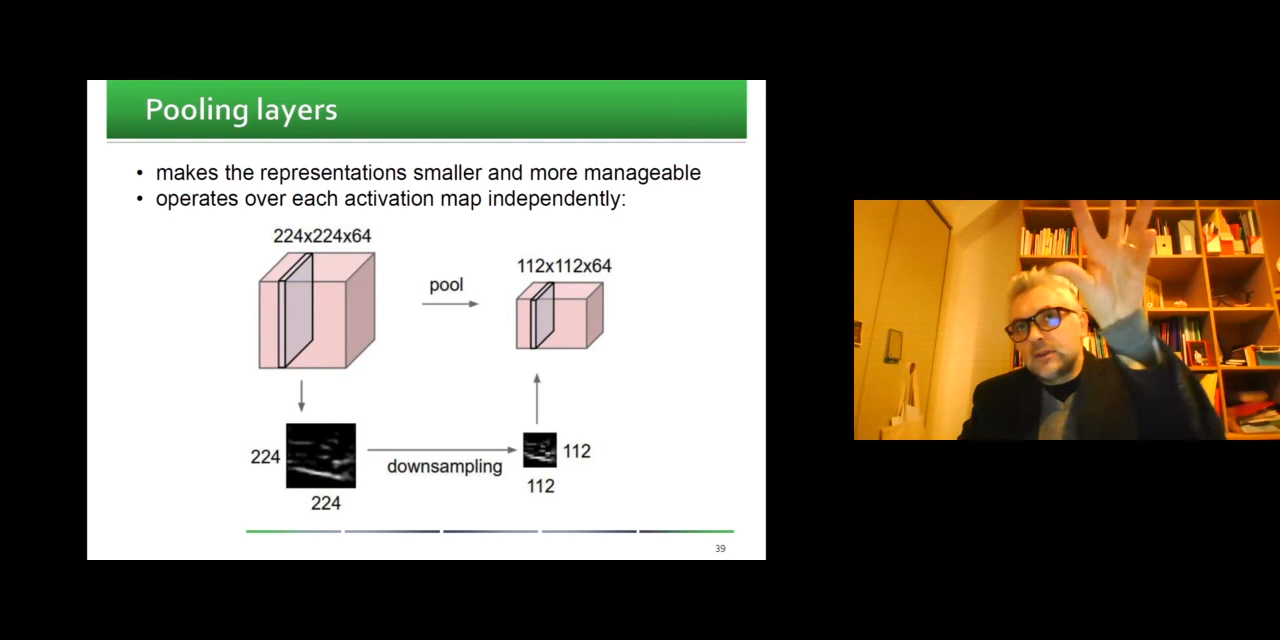 Pooling layers
• makes the representations smaller and more manageable
• operates over each activation map independently:
224x224x64
pool
112x112x64
224
224
downsampling
112
112
39